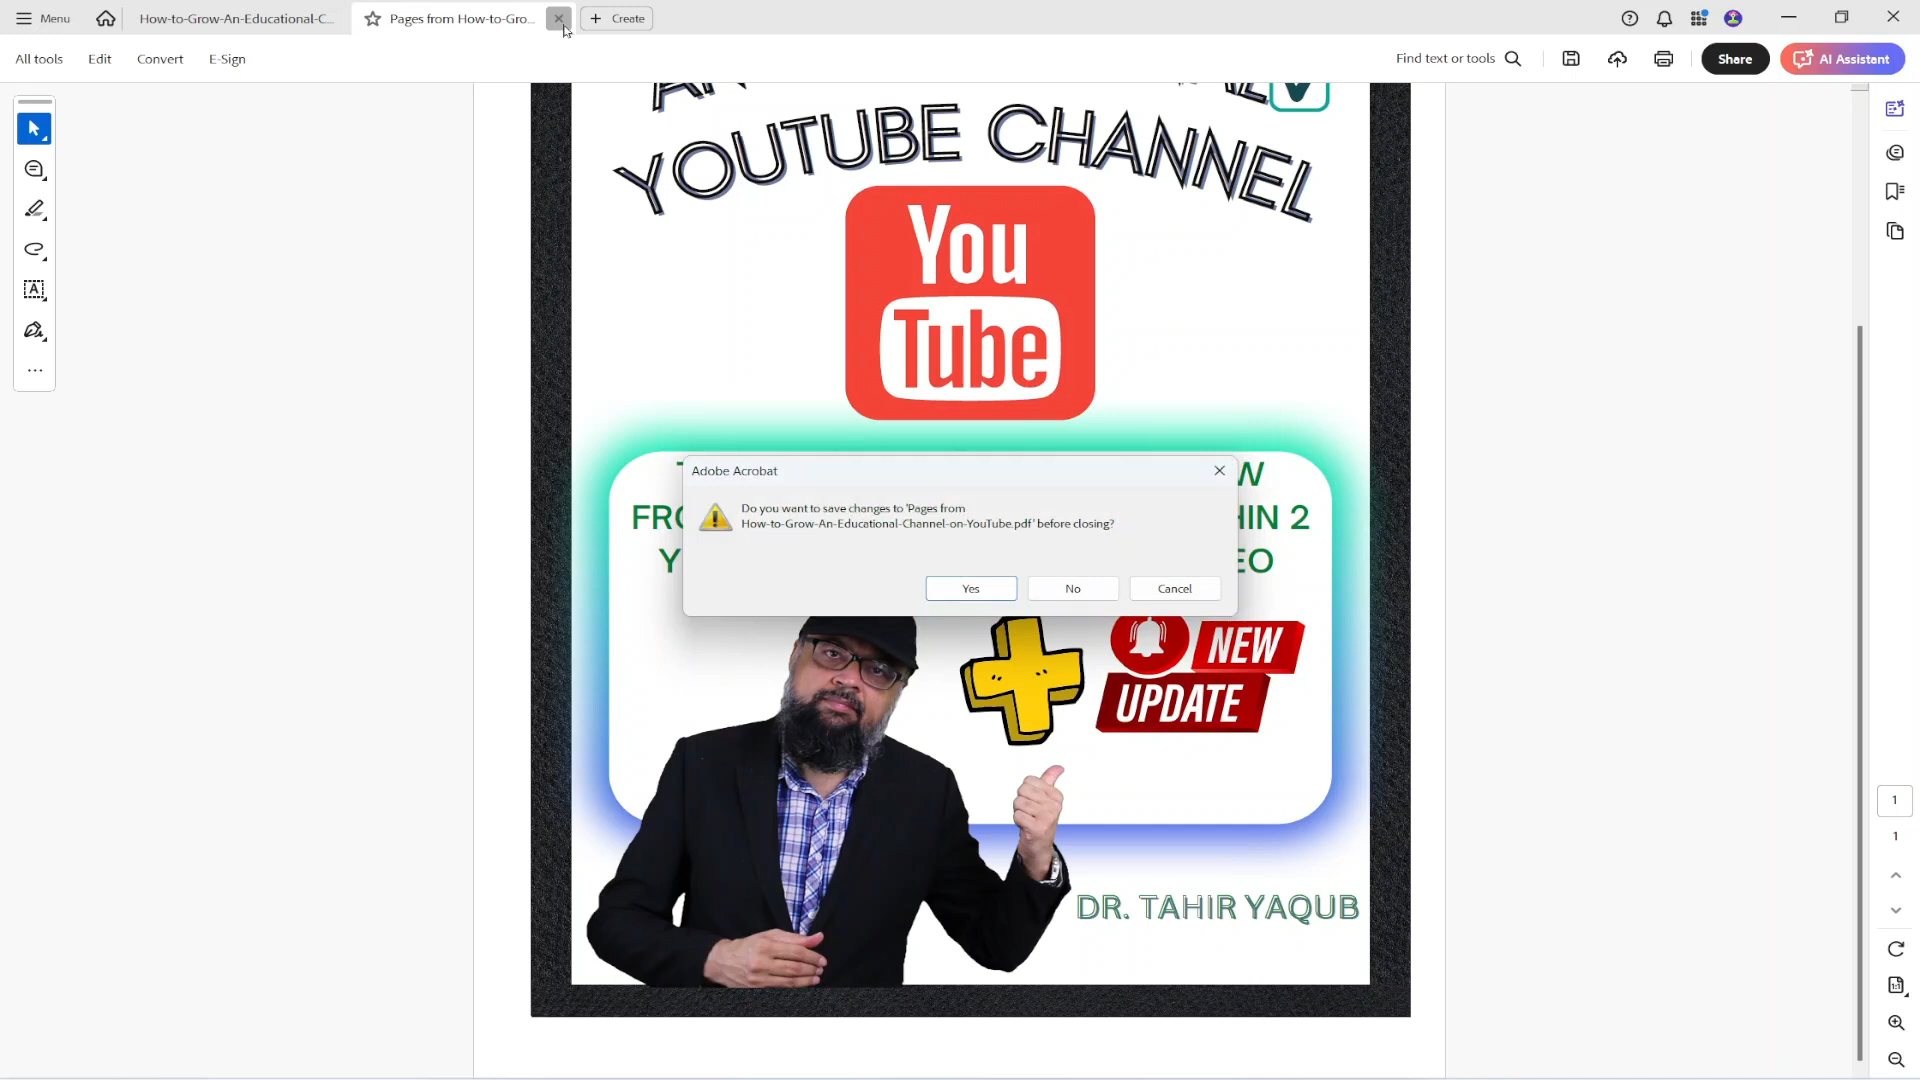 Menu
How-to-Grow-An-Educational-C...
Pages from How-to-Gro...
Create
All tools
Edit
Convert
E-Sign
Find text or tools
Share
AI Assistant
YOUTUBE CHANNEL
You
Tube
HIN 2
EO
Adobe Acrobat
Do you want to save changes to 'Pages from
How-to-Grow-An-Educational-Channel-on-YouTube.pdf' before closing?
Yes
No
Cancel
NEW
UPDATE
DR. TAHIR YAQUB
1
1